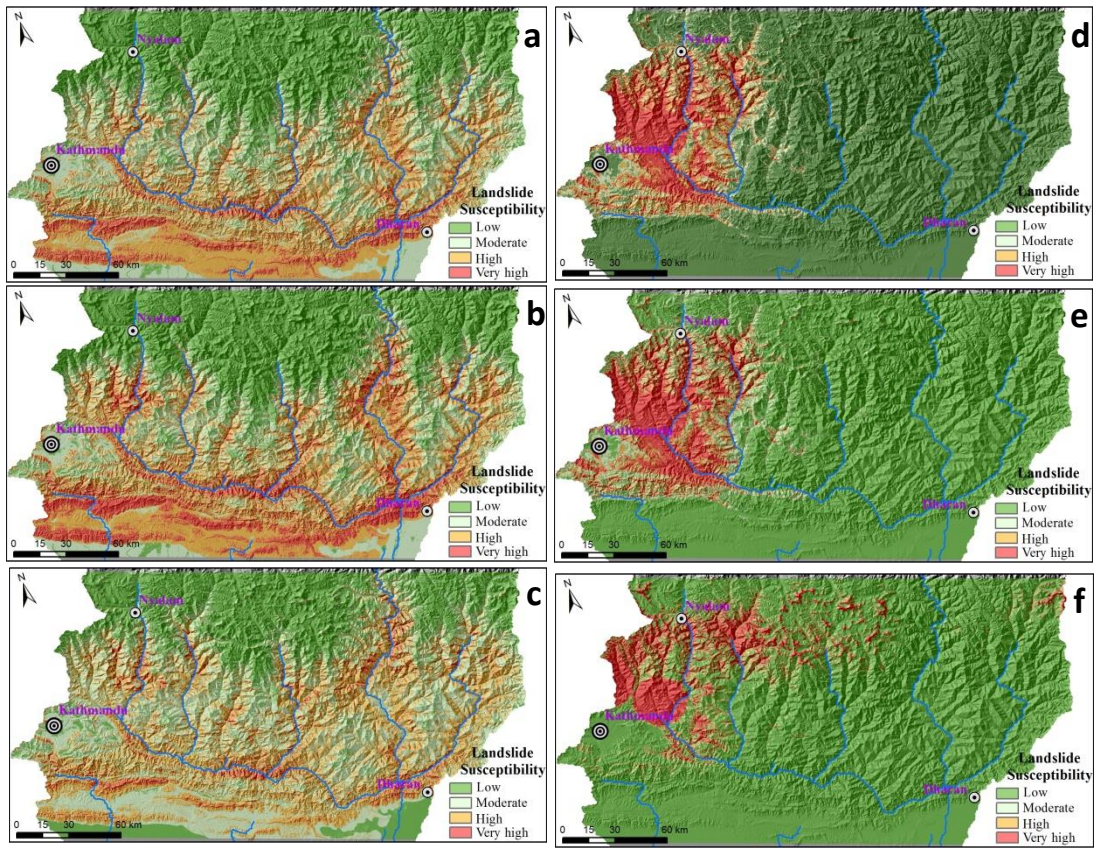 a
N
Nyalam
Kathmandu
Dharan
Landslide
Susceptibility
Low
Moderate
High
Very high
0 15 30 60 km
b
N
Nyalam
Kathmandu
Dharan
Landslide
Susceptibility
Low
Moderate
High
Very high
0 15 30 60 km
c
N
Nyalam
Kathmandu
Dharan
Landslide
Susceptibility
Low
Moderate
High
Very high
0 15 30 60 km
d
N
Nyalam
Kathmandu
Dharan
Landslide
Susceptibility
Low
Moderate
High
Very high
0 15 30 60 km
e
N
Nyalam
Kathmandu
Dharan
Landslide
Susceptibility
Low
Moderate
High
Very high
0 15 30 60 km
f
N
Nyalam
Kathmandu
Dharan
Landslide
Susceptibility
Low
Moderate
High
Very high
0 15 30 60 km